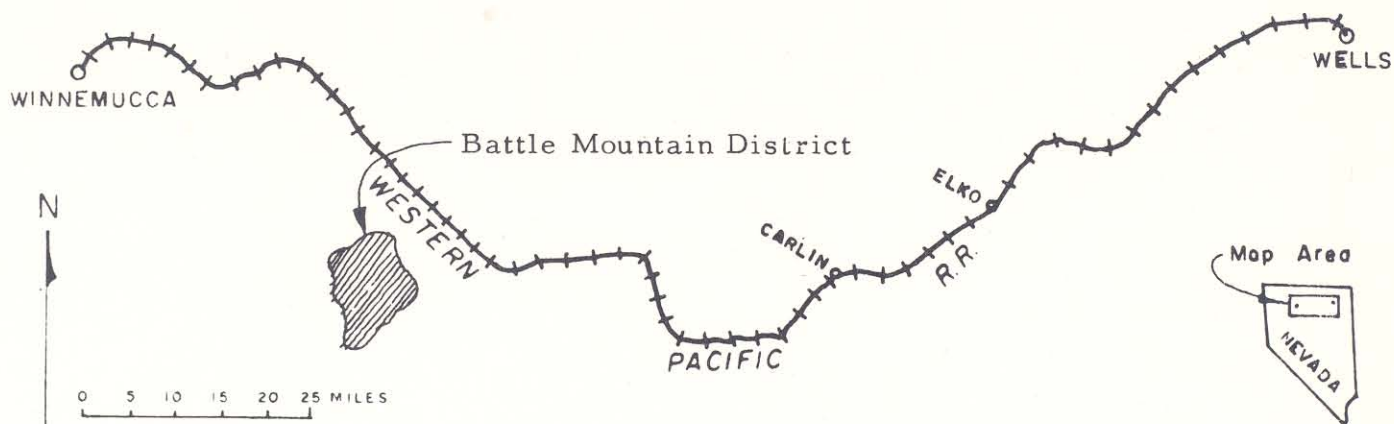 WINNEMUCCA
WELLS
Battle Mountain District
WESTERN
ELKO
CARLIN
R.R.
N
Map Area
NEVADA
PACIFIC
0 5 10 15 20 25 MILES